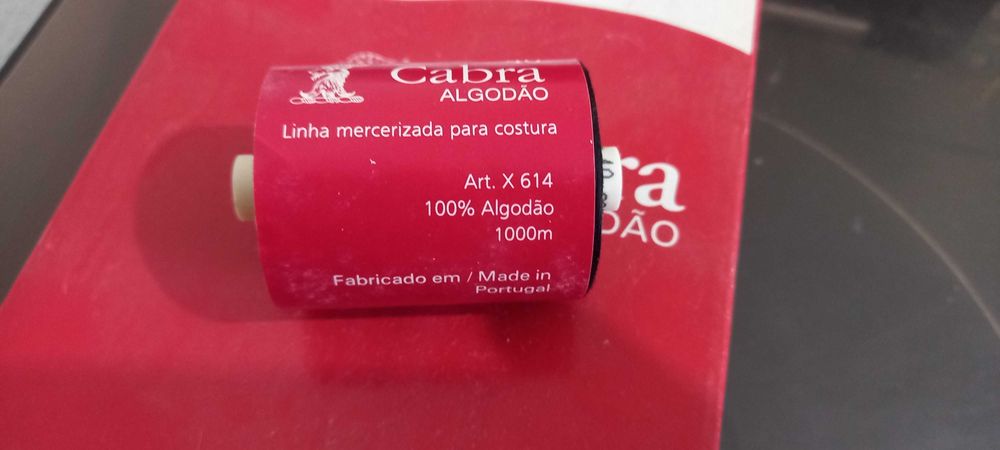 Cabra
ALGODÃO
Linha mercerizada para costura
Art. X 614
100% Algodão
1000m
Fabricado em / Made in
Portugal
ra
DÃO